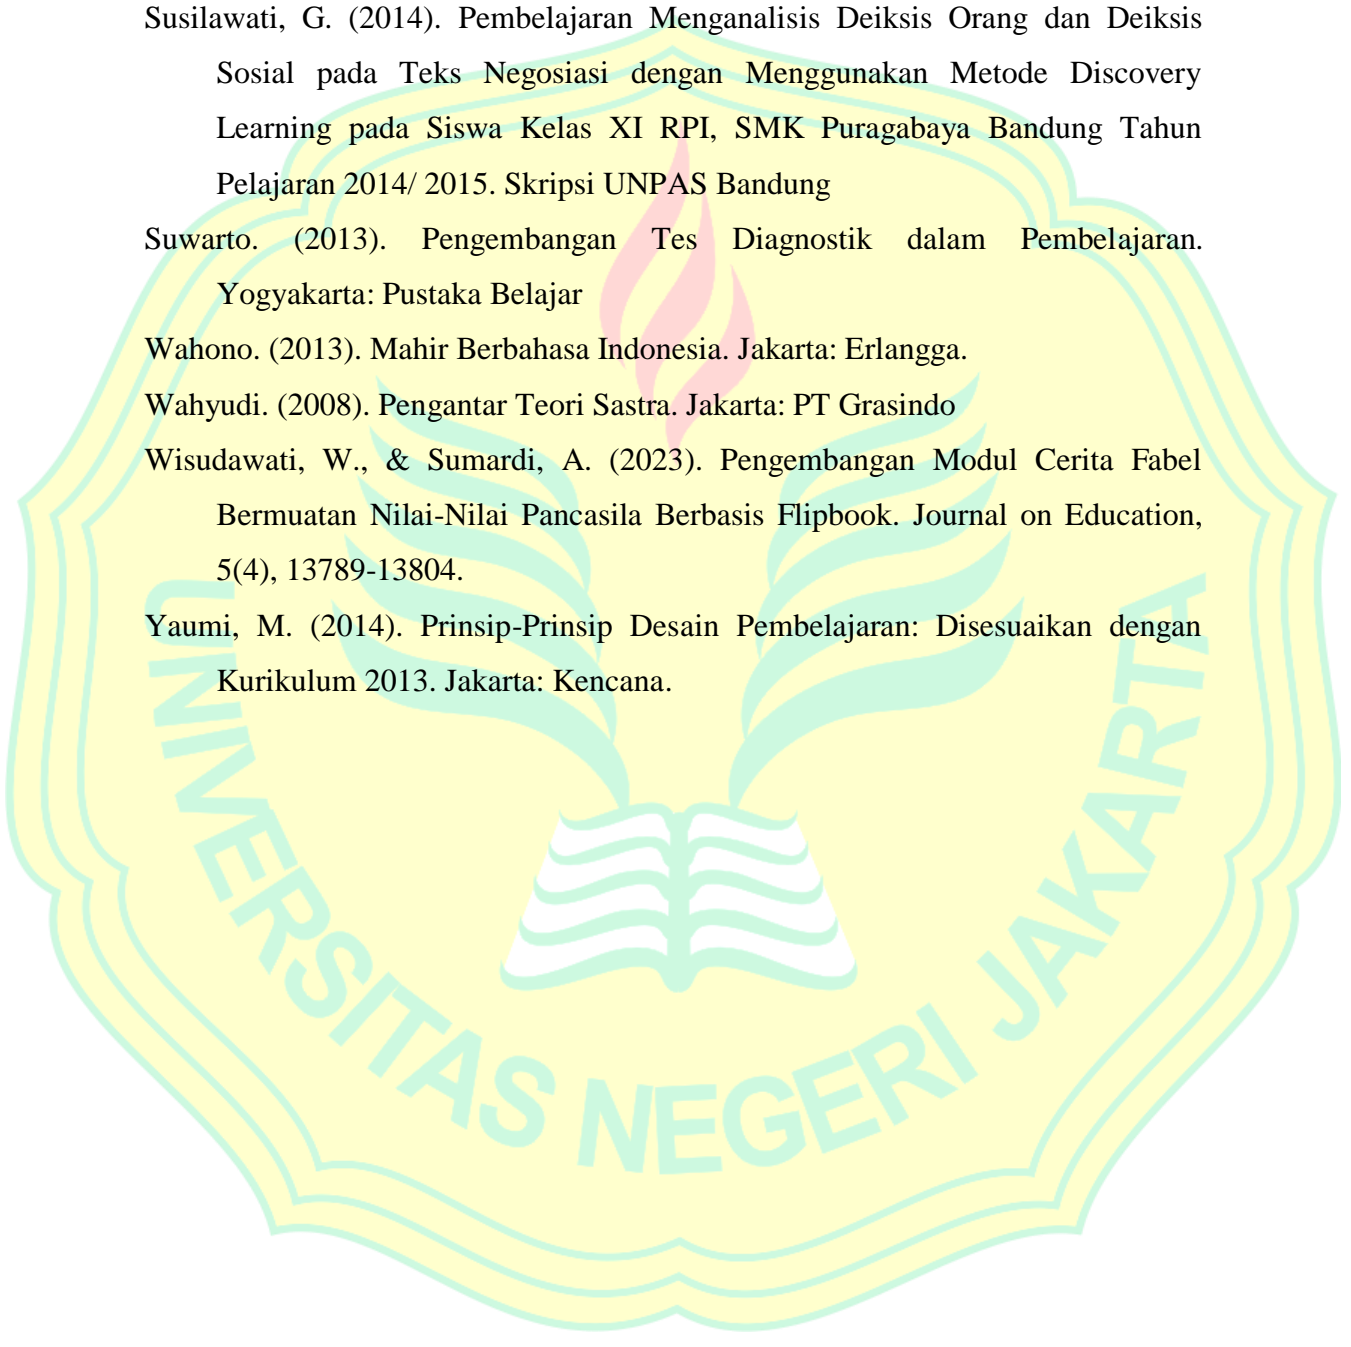 Susilawati, G. (2014). Pembelajaran Menganalisis Deiksis Orang dan Deiksis
Sosial pada Teks Negosiasi dengan Menggunakan Metode Discovery
Learning pada Siswa Kelas XI RPI, SMK Puragabaya Bandung Tahun
Pelajaran 2014/ 2015. Skripsi UNPAS Bandung
Suwarto. (2013). Pengembangan Tes Diagnostik dalam Pembelajaran.
Yogyakarta: Pustaka Belajar
Wahono. (2013). Mahir Berbahasa Indonesia. Jakarta: Erlangga.
Wahyudi. (2008). Pengantar Teori Sastra. Jakarta: PT Grasindo
Wisudawati, W., & Sumardi, A. (2023). Pengembangan Modul Cerita Fabel
Bermuatan Nilai-Nilai Pancasila Berbasis Flipbook. Journal on Education,
5(4), 13789-13804.
Yaumi, M. (2014). Prinsip-Prinsip Desain Pembelajaran: Disesuaikan dengan
Kurikulum 2013. Jakarta: Kencana.
UNIVERSITAS NEGERI JAKARTA